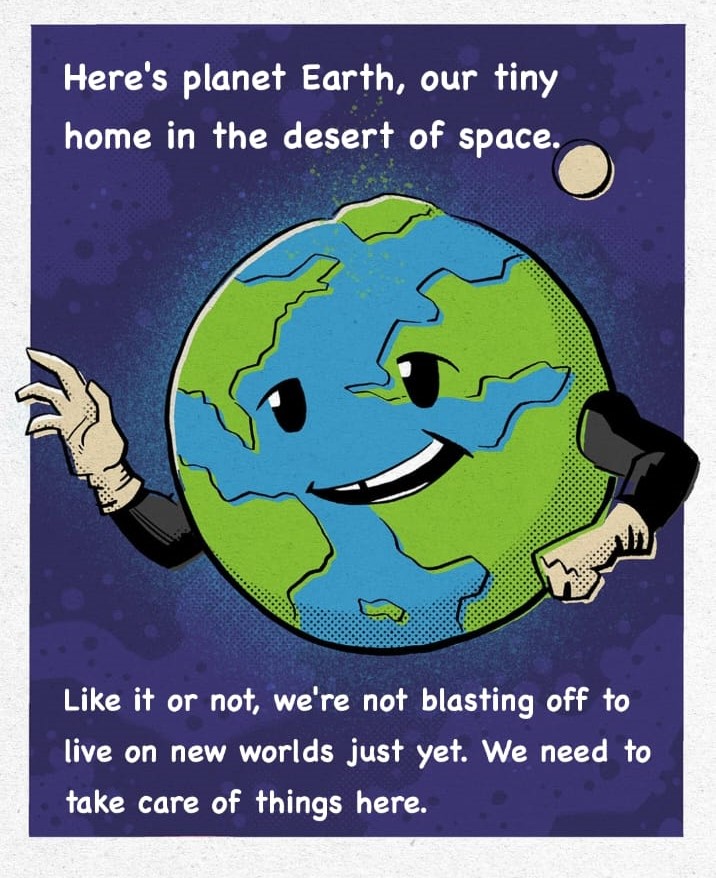 Here's planet Earth, our tiny
home in the desert of space.
Like it or not, we're not blasting off to
live on new worlds just yet. We need to
take care of things here.